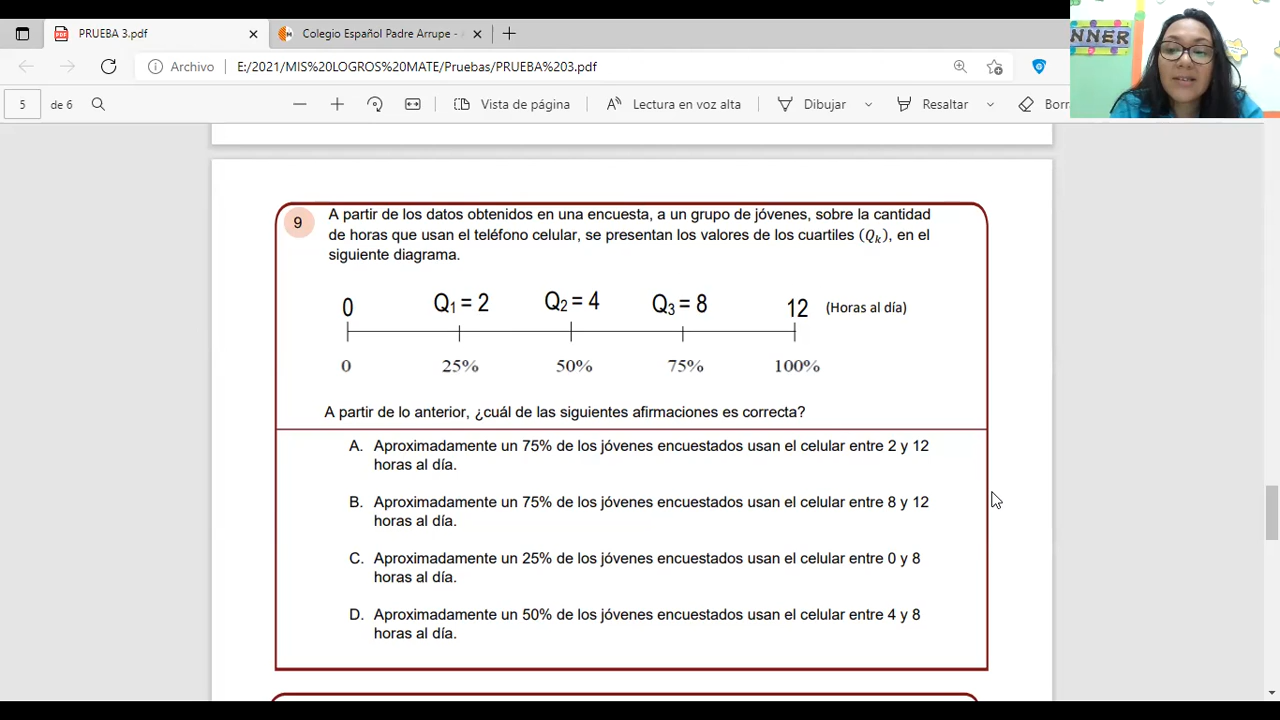 PRUEBA 3.pdf
Colegio Español Padre Arrupe -
Archivo
E:/2021/MIS%20LOGROS%20MATE/Pruebas/PRUEBA%203.pdf
5 de 6
Vista de página
Lectura en voz alta
Dibujar
Resaltar
NNER
9
A partir de los datos obtenidos en una encuesta, a un grupo de jóvenes, sobre la cantidad
de horas que usan el teléfono celular, se presentan los valores de los cuartiles (Qk), en el
siguiente diagrama.
0 Q1 = 2 Q2 = 4 Q3 = 8 12 (Horas al día)
0 25% 50% 75% 100%
A partir de lo anterior, ¿cuál de las siguientes afirmaciones es correcta?
A. Aproximadamente un 75% de los jóvenes encuestados usan el celular entre 2 y 12
horas al día.
B. Aproximadamente un 75% de los jóvenes encuestados usan el celular entre 8 y 12
horas al día.
C. Aproximadamente un 25% de los jóvenes encuestados usan el celular entre 0 y 8
horas al día.
D. Aproximadamente un 50% de los jóvenes encuestados usan el celular entre 4 y 8
horas al día.